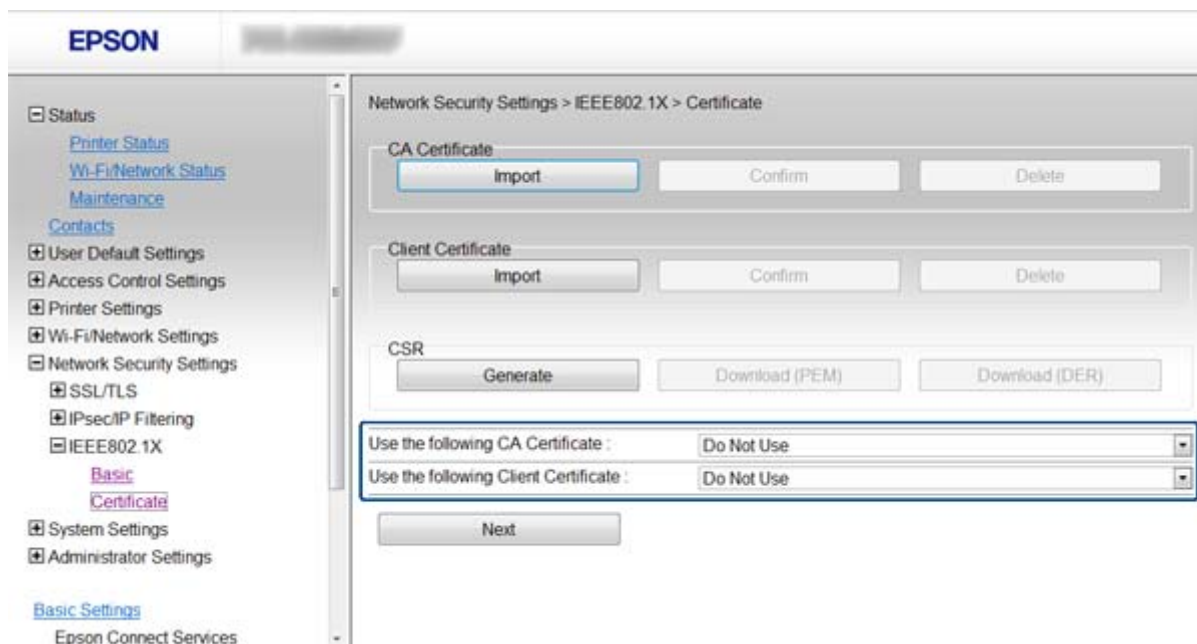 EPSON
Status
Printer Status
Wi-Fi/Network Status
Maintenance
Contacts
User Default Settings
Access Control Settings
Printer Settings
Wi-Fi/Network Settings
Network Security Settings
SSL/TLS
IPsec/IP Filtering
IEEE802.1X
Basic
Certificate
System Settings
Administrator Settings
Basic Settings
Epson Connect Services
Network Security Settings > IEEE802.1X > Certificate
CA Certificate
Import Confirm Delete
Client Certificate
Import Confirm Delete
CSR
Generate Download (PEM) Download (DER)
Use the following CA Certificate : Do Not Use
Use the following Client Certificate : Do Not Use
Next